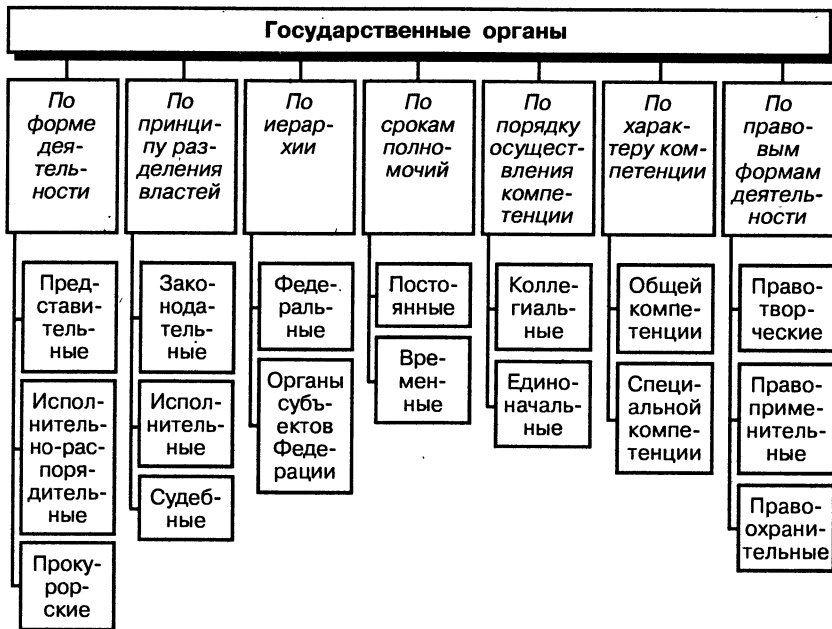 Государственные органы
По
форме
дея-
тель-
ности
По
принци-
пу раз-
деления
властей
По
иерар-
хии
По
срокам
полно-
мочий
По
порядку
осущест-
вления
компе-
тенции
По
харак-
теру ком-
петенции
По
право-
вым
формам
деятель-
ности
Пред-
стави-
тель-
ные
Исполни-
тельно-рас-
поря-
дитель-
ные
Проку-
рор-
ские
Зако-
нода-
тель-
ные
Испол-
нитель-
ные
Судеб-
ные
Феде-
раль-
ные
Органы
субъ-
ектов
Феде-
рации
Посто-
янные
Вре-
мен-
ные
Колле-
гиаль-
ные
Едино-
началь-
ные
Общей
компе-
тенции
Специ-
альной
компе-
тенции
Право-
твор-
ческие
Право-
приме-
нитель-
ные
Право-
охрани-
тельные